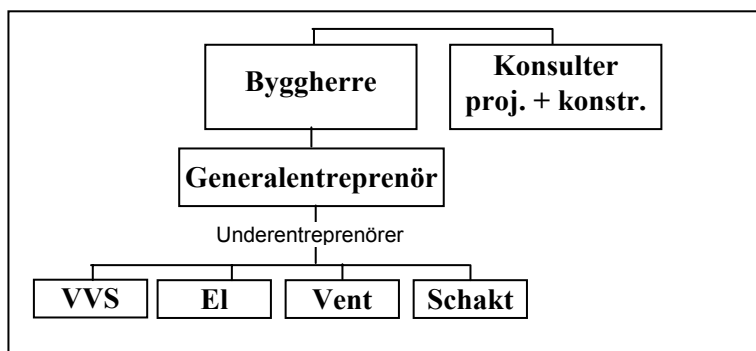 Byggherre
Konsulter
proj. + konstr.
Generalentreprenör
Underentreprenörer
VVS
El
Vent
Schakt